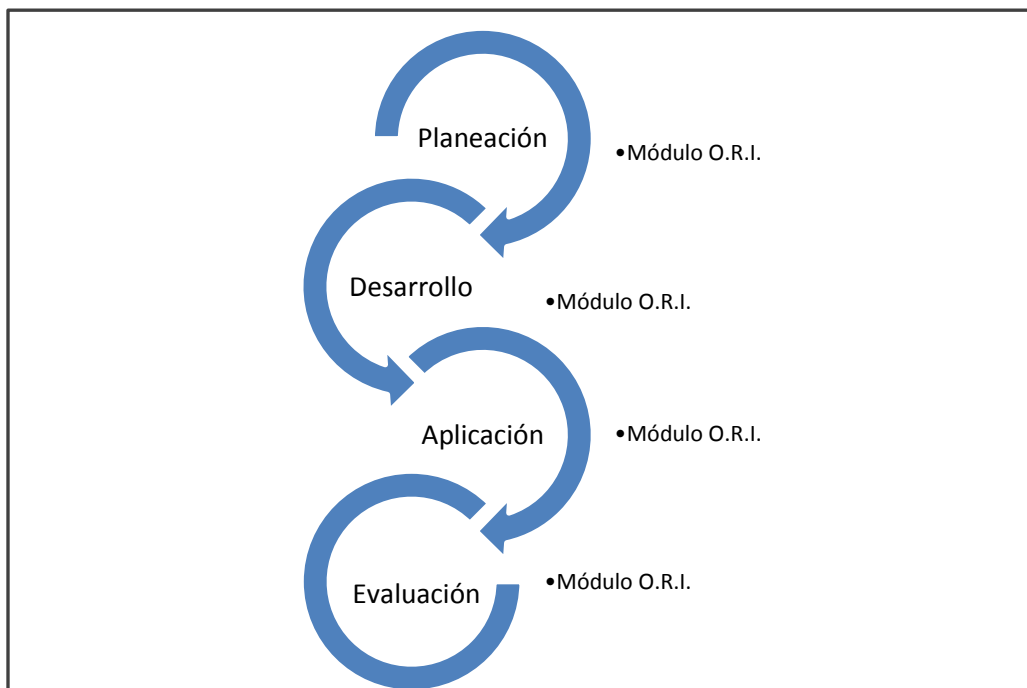 Planeación
•Módulo O.R.I.
Desarrollo
•Módulo O.R.I.
Aplicación
•Módulo O.R.I.
Evaluación
•Módulo O.R.I.